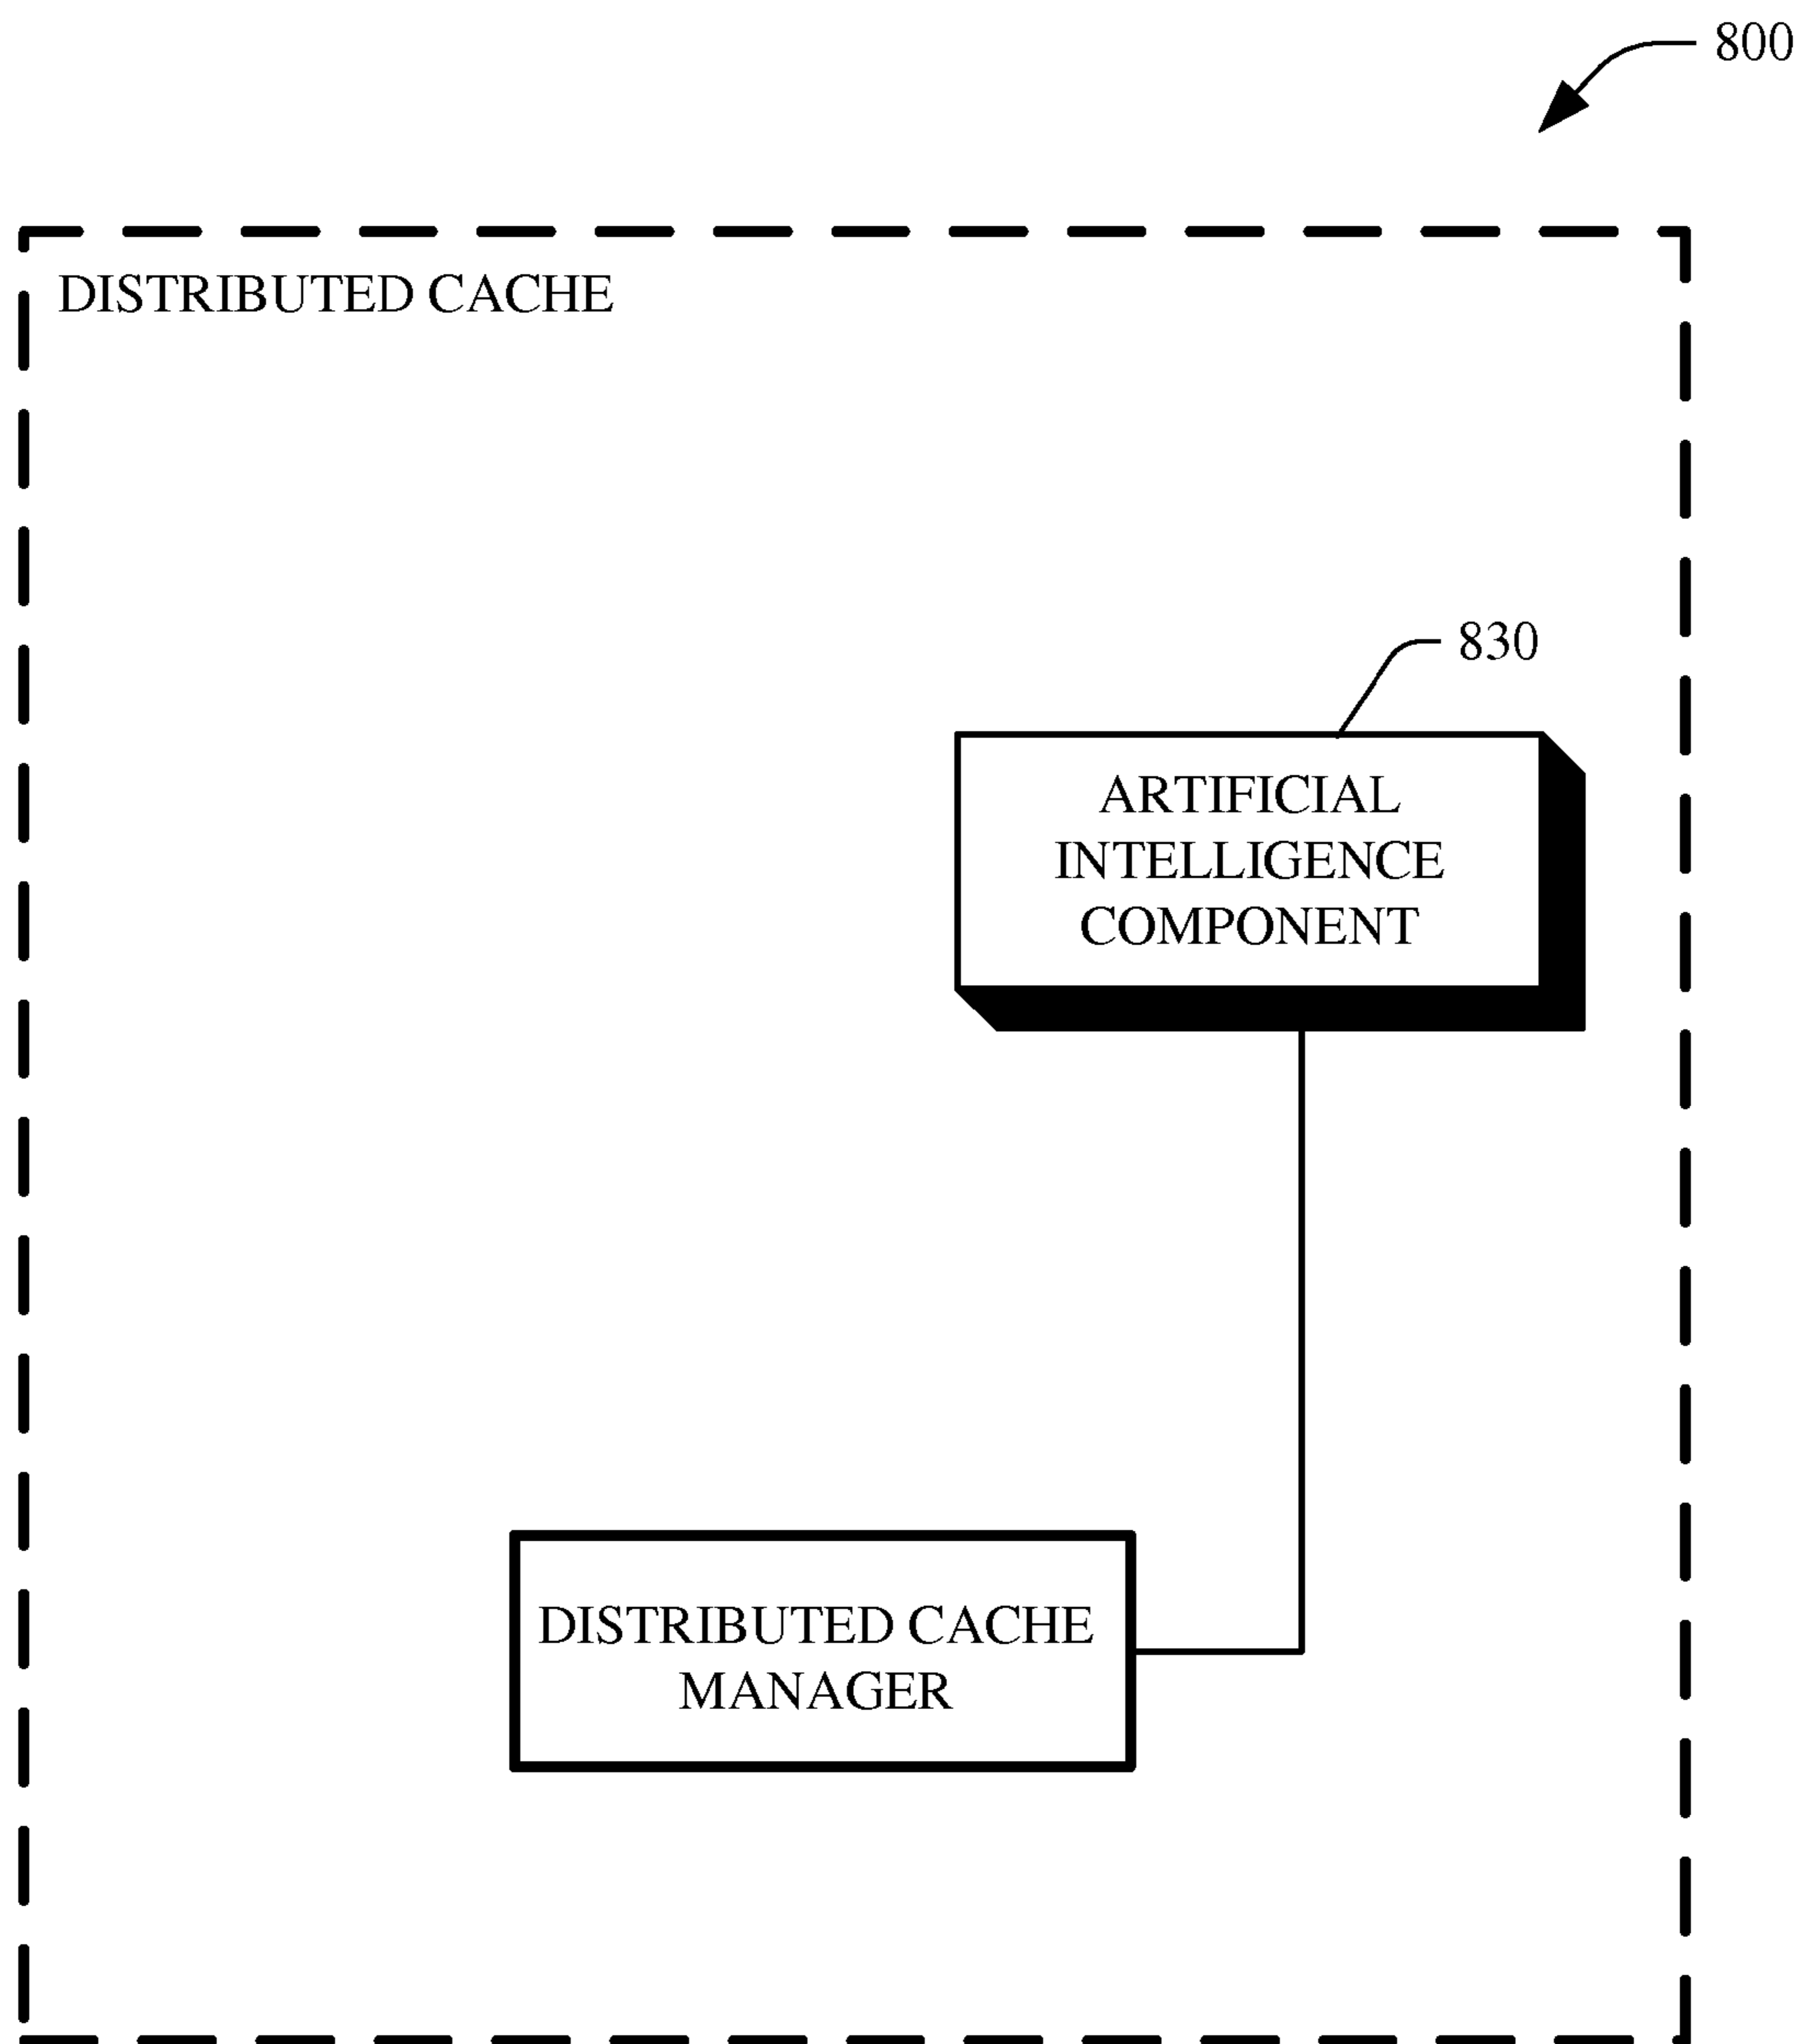 800
DISTRIBUTED CACHE
830
ARTIFICIAL
INTELLIGENCE
COMPONENT
DISTRIBUTED CACHE
MANAGER